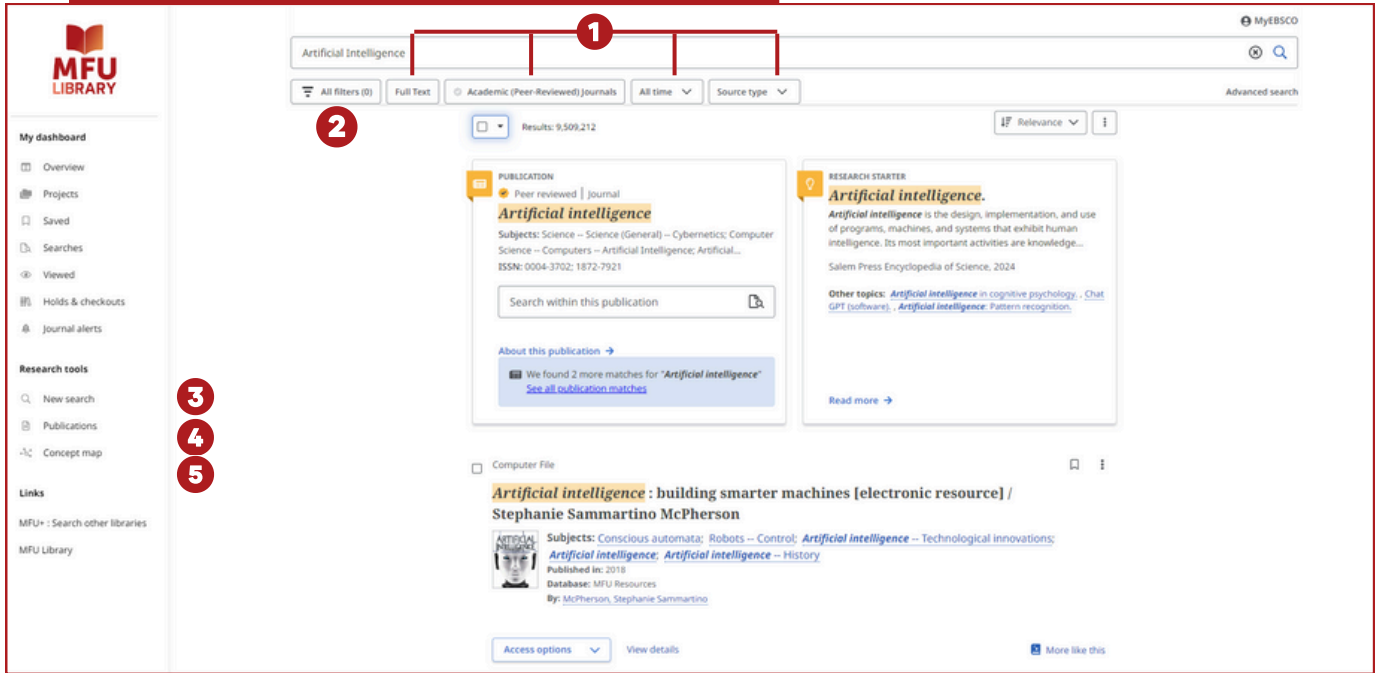 MyEBSCO
1
Artificial Intelligence
All filters (0)
Full Text
Academic (Peer-Reviewed) Journals
All time
Source type
Advanced search
2
MFU
LIBRARY
My dashboard
Overview
Projects
Saved
Searches
Viewed
Holds & checkouts
Journal alerts
Research tools
New search
3
Publications
4
Concept map
5
Links
MFU+ : Search other libraries
MFU Library
Results: 9,509,212
Relevance
PUBLICATION
Peer reviewed | Journal
Artificial intelligence
Subjects: Science -- Science (General) -- Cybernetics; Computer
Science -- Computers -- Artificial Intelligence; Artificial...
ISSN: 0004-3702; 1872-7921
Search within this publication
About this publication →
We found 2 more matches for "Artificial intelligence"
See all publication matches
RESEARCH STARTER
Artificial intelligence.
Artificial intelligence is the design, implementation, and use
of programs, machines, and systems that exhibit human
intelligence. Its most important activities are knowledge...
Salem Press Encyclopedia of Science, 2024
Other topics: Artificial intelligence in cognitive psychology. , Chat
GPT (software). , Artificial intelligence: Pattern recognition.
Read more →
Computer File
Artificial intelligence : building smarter machines [electronic resource] /
Stephanie Sammartino McPherson
ARTIFICIAL
INTELLIGENCE
Subjects: Conscious automata; Robots -- Control; Artificial intelligence -- Technological innovations;
Artificial intelligence; Artificial intelligence -- History
Published in: 2018
Database: MFU Resources
By: McPherson, Stephanie Sammartino
Access options
View details
More like this